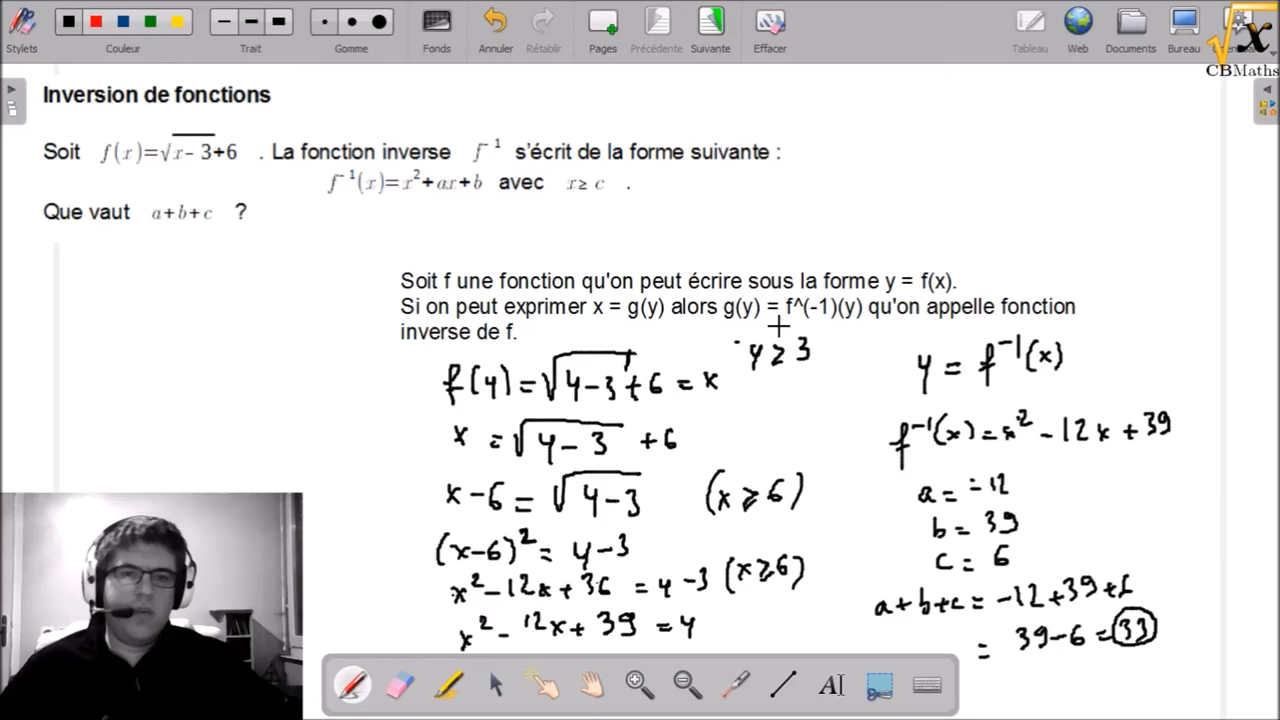 Stylets Couleur Trait Gomme Fonds Annuler Rétablir Pages Précédente Suivante Effacer Tableau Web Documents Bureau
CBMaths
Inversion de fonctions
Soit f(x)=√x-3+6 . La fonction inverse f⁻¹ s'écrit de la forme suivante :
f⁻¹(x)=x²+ax+b avec x≥ c .
Que vaut a+b+c ?
Soit f une fonction qu'on peut écrire sous la forme y = f(x).
Si on peut exprimer x = g(y) alors g(y) = f^(-1)(y) qu'on appelle fonction
inverse de f.
y ≥ 3
f(y) = √y-3 + 6 = x
x = √y-3 + 6
x-6 = √y-3 (x ≥ 6)
(x-6)² = y-3
x² - 12x + 36 = y-3 (x ≥ 6)
x² - 12x + 39 = y
y = f⁻¹(x)
f⁻¹(x) = x² - 12x + 39
a = -12
b = 39
c = 6
a+b+c = -12+39+6
= 39-6 = 33